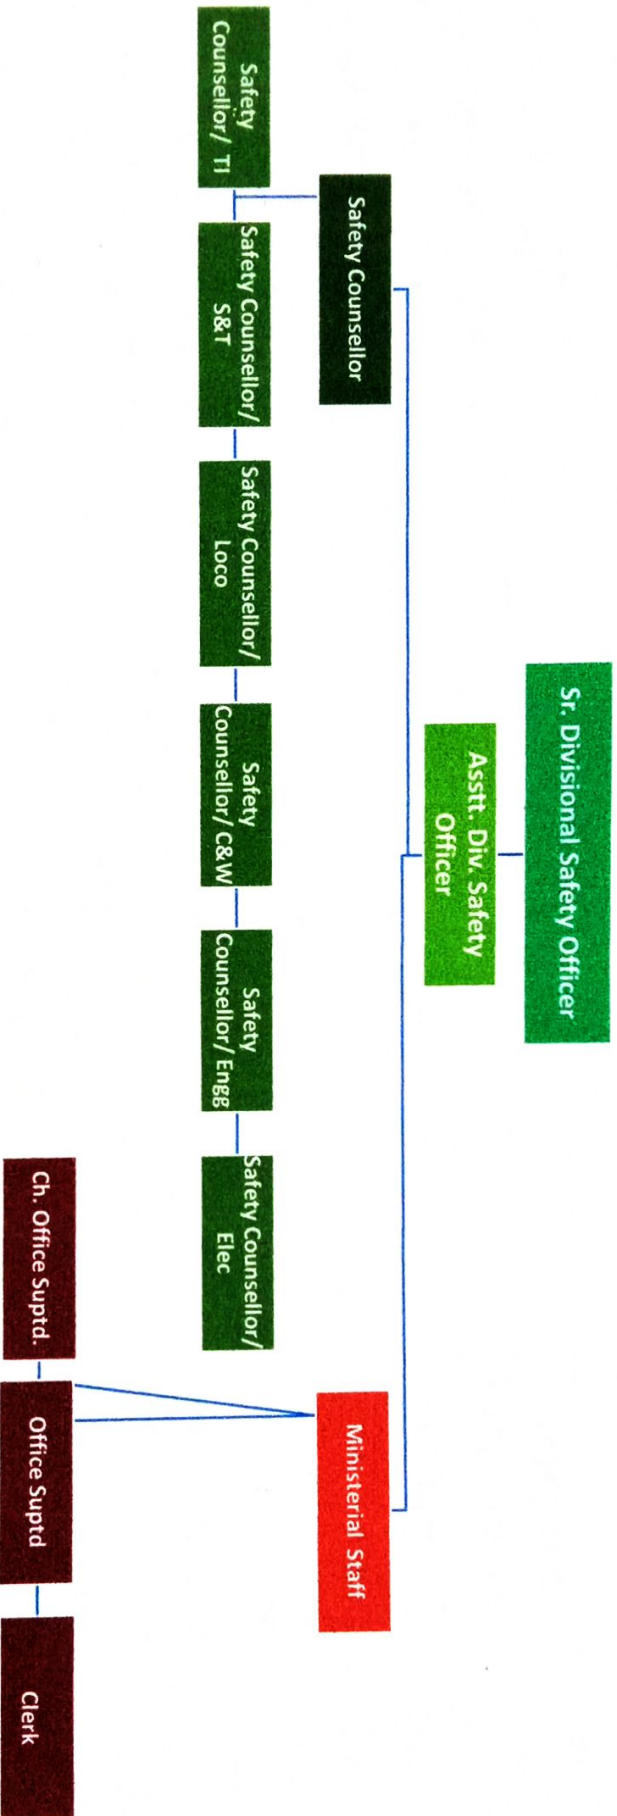 Sr. Divisional Safety Officer
Asstt. Div. Safety
Officer
Safety Counsellor
Ministerial Staff
Safety
Counsellor/ TI
Safety Counsellor/
S&T
Safety Counsellor/
Loco
Safety
Counsellor/ C&W
Safety
Counsellor/ Engg
Safety Counsellor/
Elec
Ch. Office Suptd.
Office Suptd
Clerk